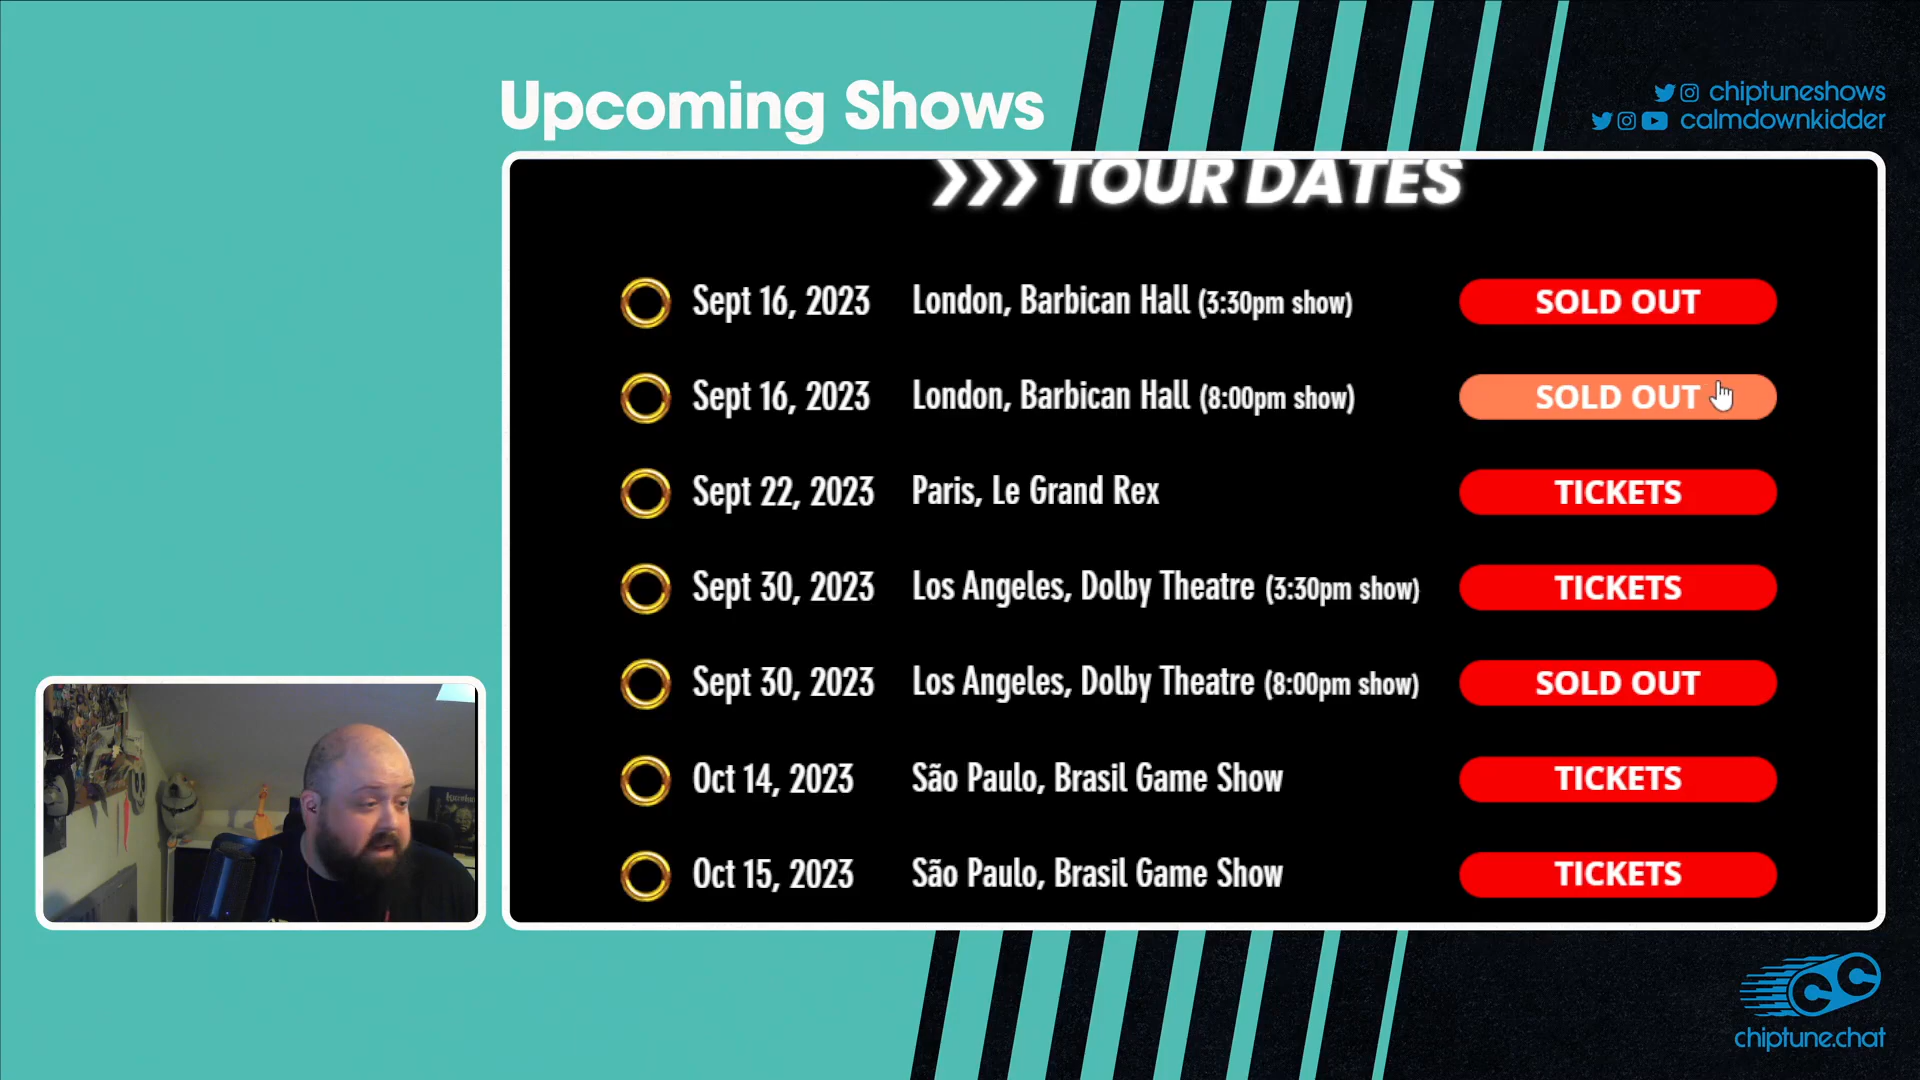 Upcoming Shows
chiptuneshows
calmdownkidder
TOUR DATES
Sept 16, 2023 London, Barbican Hall (3:30pm show) SOLD OUT
Sept 16, 2023 London, Barbican Hall (8:00pm show) SOLD OUT
Sept 22, 2023 Paris, Le Grand Rex TICKETS
Sept 30, 2023 Los Angeles, Dolby Theatre (3:30pm show) TICKETS
Sept 30, 2023 Los Angeles, Dolby Theatre (8:00pm show) SOLD OUT
Oct 14, 2023 São Paulo, Brasil Game Show TICKETS
Oct 15, 2023 São Paulo, Brasil Game Show TICKETS
CC
chiptune.chat